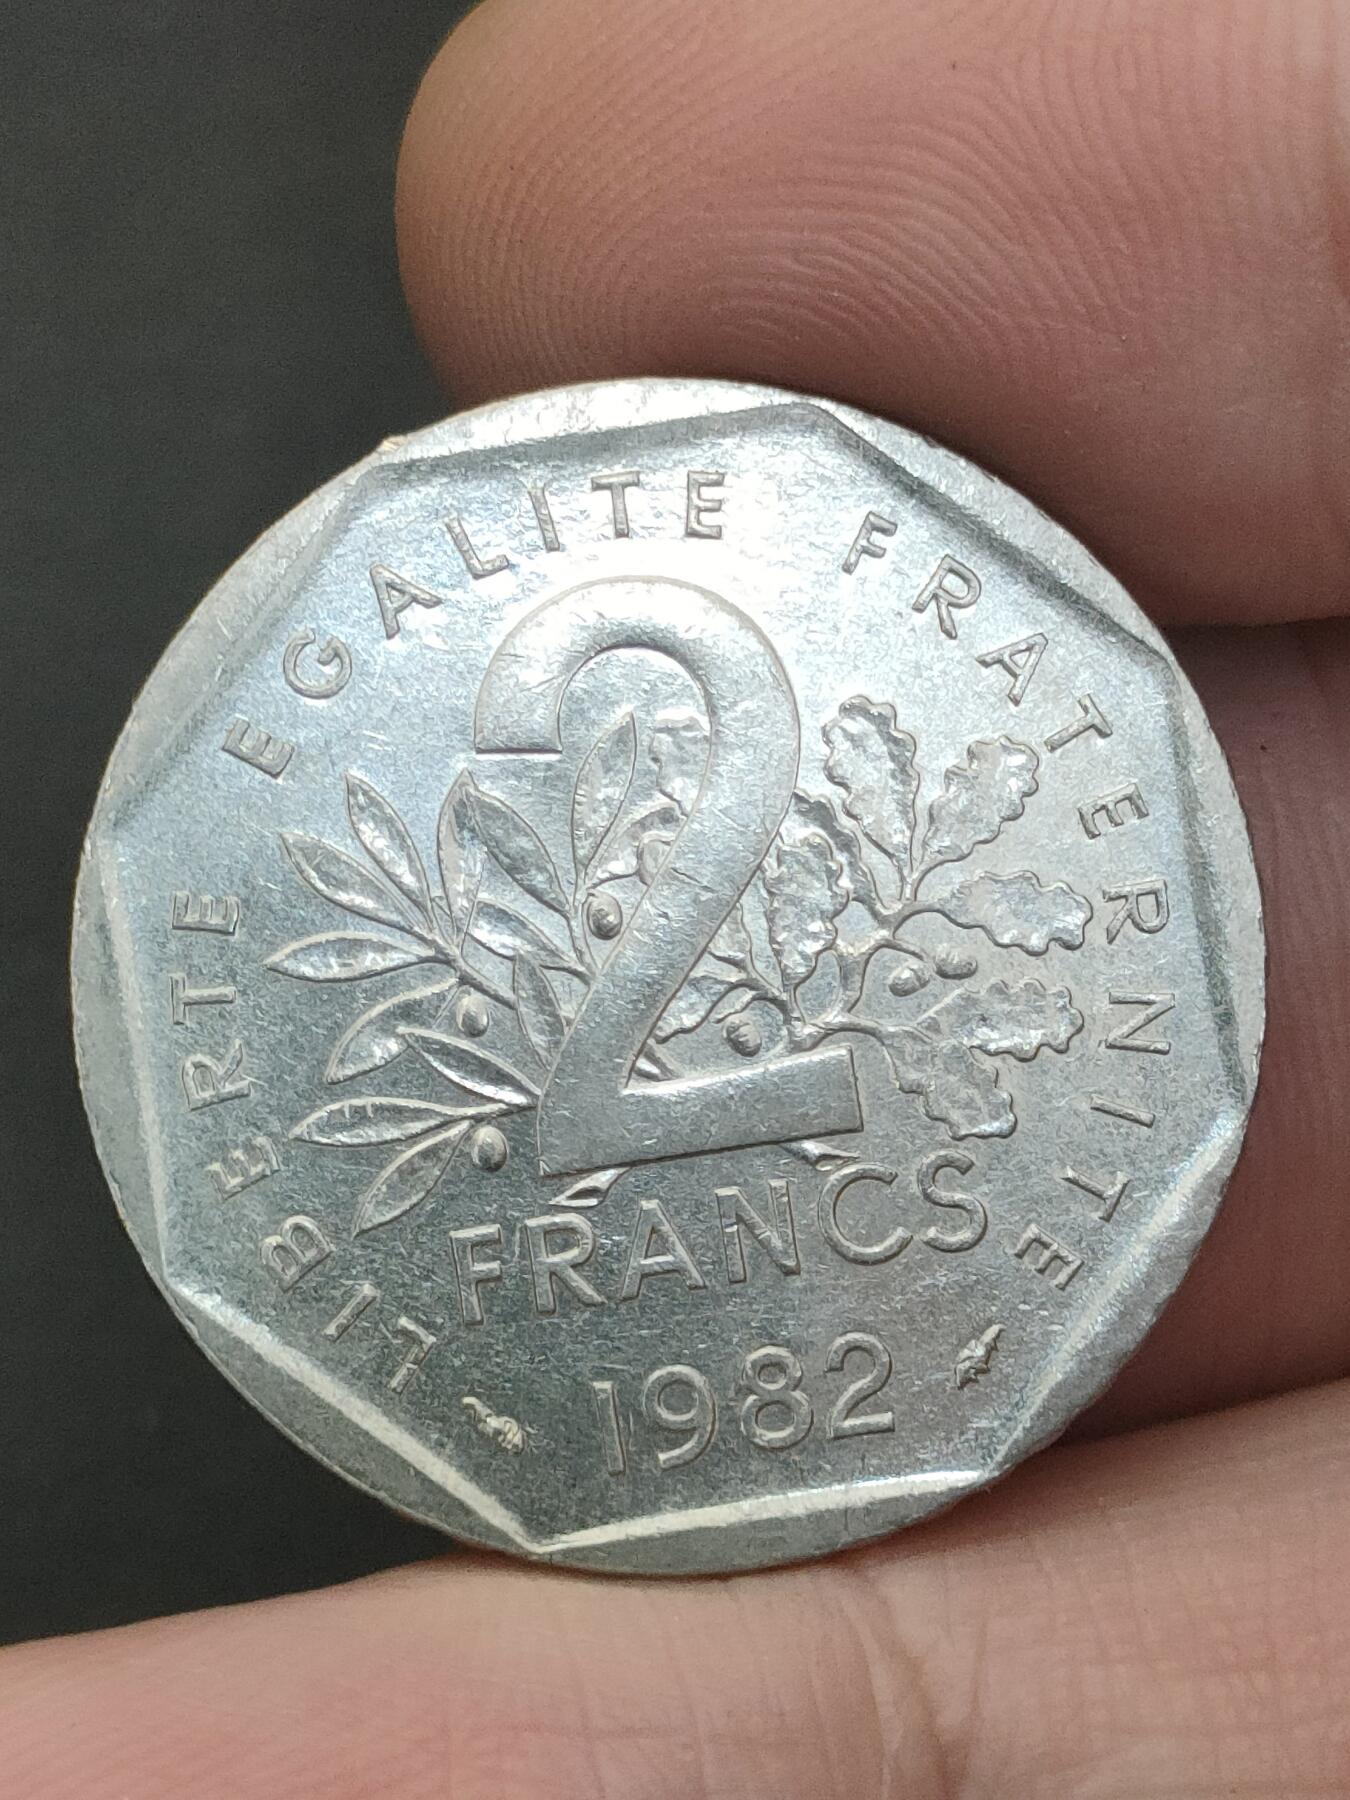 LIBERTE EGALITE FRATERNITE
2
FRANCS
1982